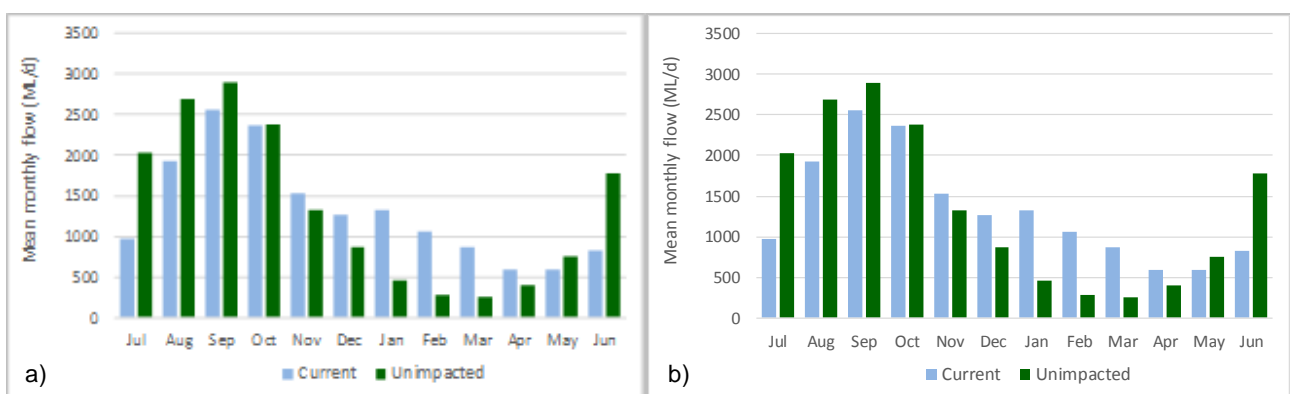 Mean monthly flow (ML/d)
3500
3000
2500
2000
1500
1000
500
0
Jul Aug Sep Oct Nov Dec Jan Feb Mar Apr May Jun
Current Unimpacted
a)
Mean monthly flow (ML/d)
3500
3000
2500
2000
1500
1000
500
0
Jul Aug Sep Oct Nov Dec Jan Feb Mar Apr May Jun
Current Unimpacted
b)